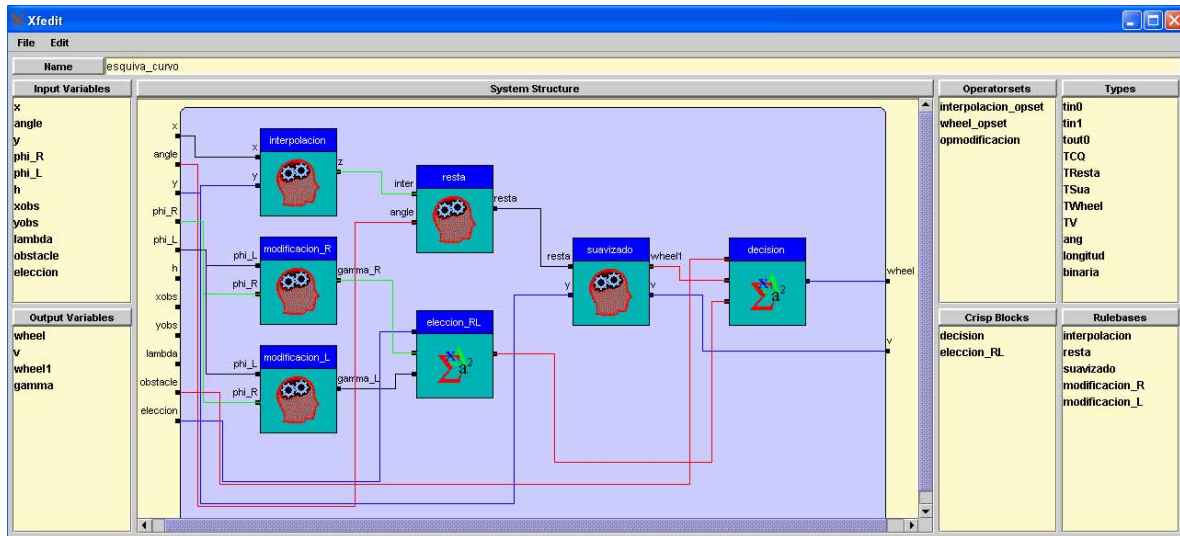 Xfedit
File Edit
Name esquiva_curvo
Input Variables
x
angle
y
phi_R
phi_L
h
xobs
yobs
lambda
obstacle
eleccion
Output Variables
wheel
v
wheel1
gamma
System Structure
x
angle
y
phi_R
phi_L
h
xobs
yobs
lambda
obstacle
eleccion
interpolacion
x
y
z
modificacion_R
phi_L
phi_R
gamma_R
modificacion_L
phi_L
phi_R
gamma_L
resta
inter
angle
resta
eleccion_RL
Σ x a²
suavizado
resta
y
wheel1
v
decision
Σ x a²
wheel
v
Operatorsets
interpolacion_opset
wheel_opset
opmodificacion
Types
tin0
tin1
tout0
TCQ
TResta
TSua
TWheel
TV
ang
longitud
binaria
Crisp Blocks
decision
eleccion_RL
Rulebases
interpolacion
resta
suavizado
modificacion_R
modificacion_L